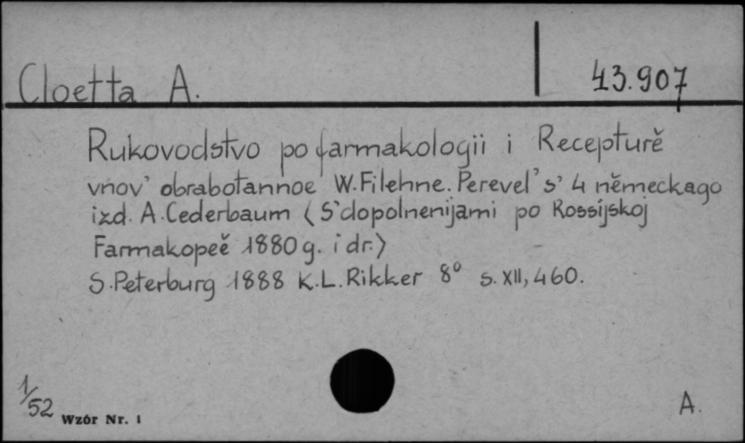 Cloetta A.
43.907
Rukovodstvo po farmakologii i Recepturě
vnov' obrabotannoe W. Filehne. Perevel' s' 4 německago
izd. A. Cederbaum (S'dopolnenijami po Rossijskoj
Farmakopeě 1880 g. i dr.)
S. Peterburg 1888 K.L. Rikker 8° s. XII, 460.
1/52
Wzór Nr. 1
A.